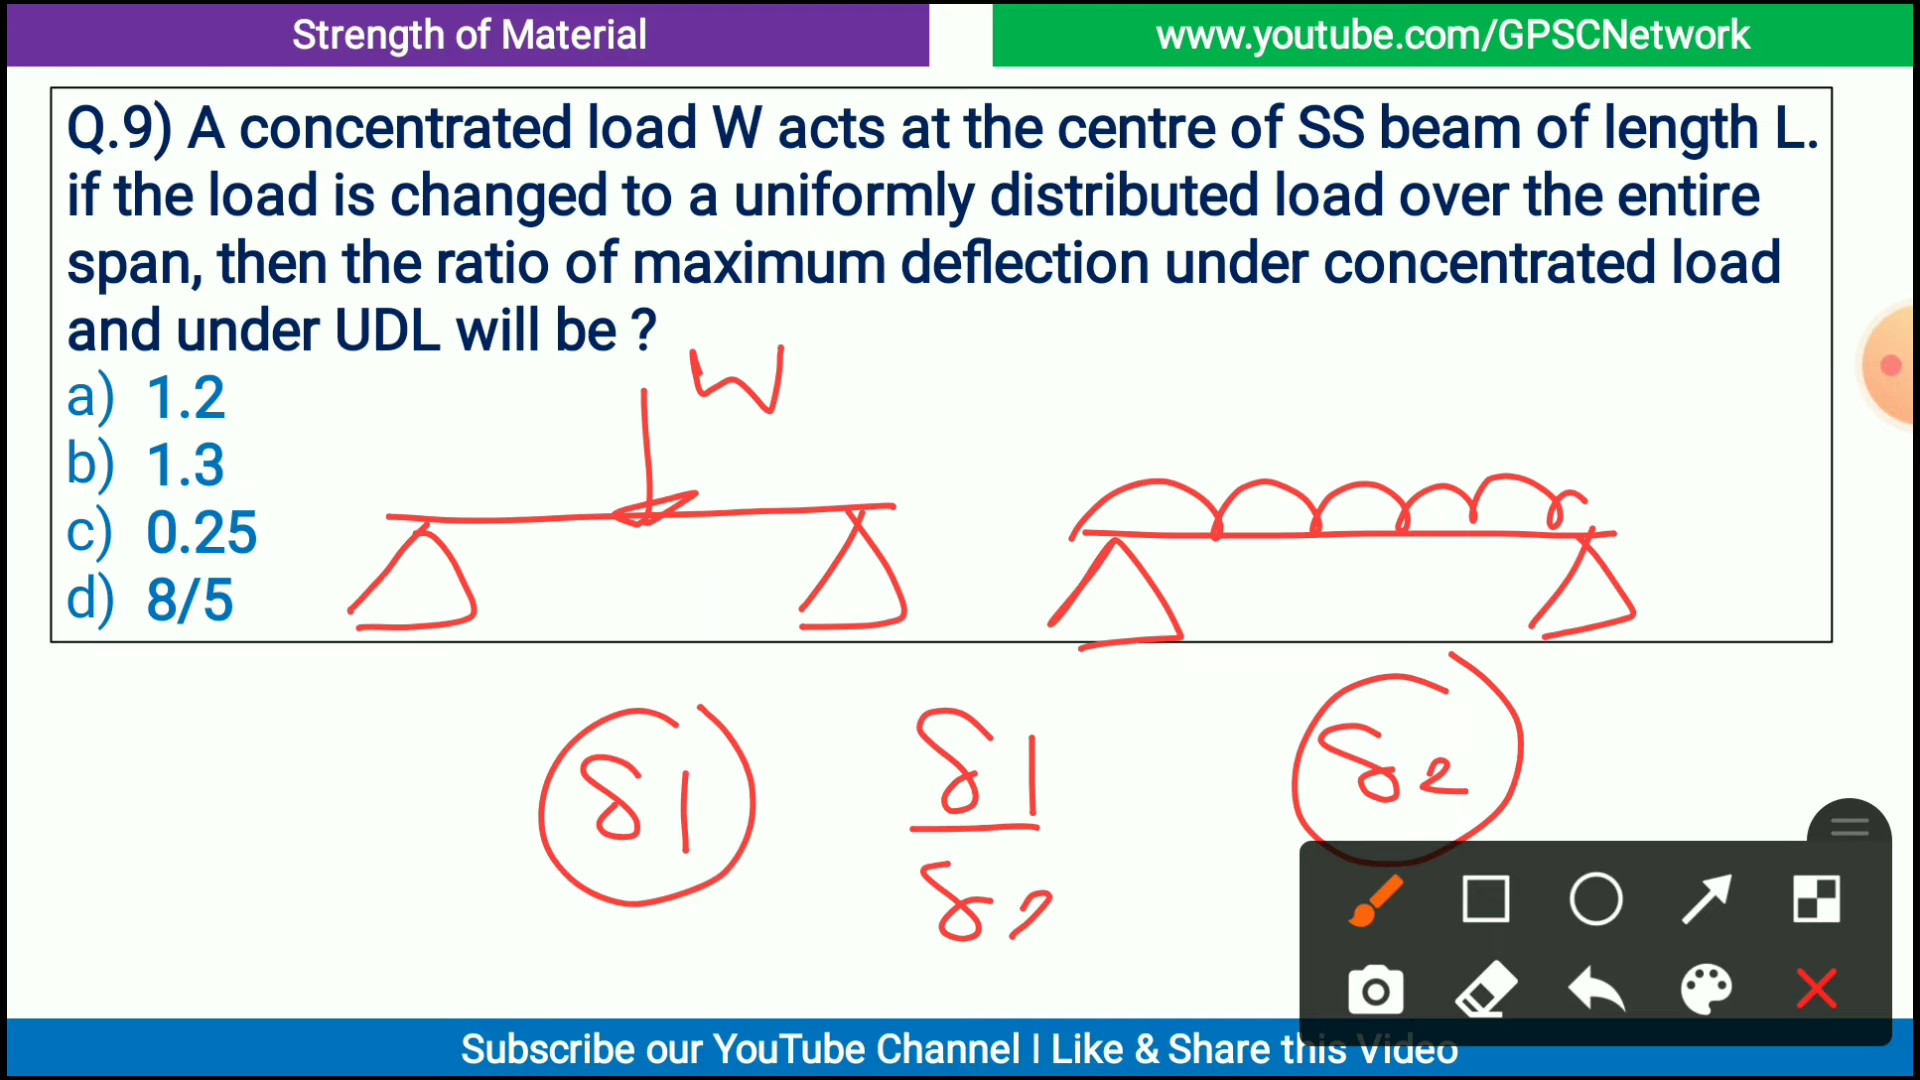 Strength of Material
www.youtube.com/GPSCNetwork
Q.9) A concentrated load W acts at the centre of SS beam of length L.
if the load is changed to a uniformly distributed load over the entire
span, then the ratio of maximum deflection under concentrated load
and under UDL will be ?
a) 1.2
b) 1.3
c) 0.25
d) 8/5
W
δ1
δ1
δ2
δ2
Subscribe our YouTube Channel | Like & Share this Video